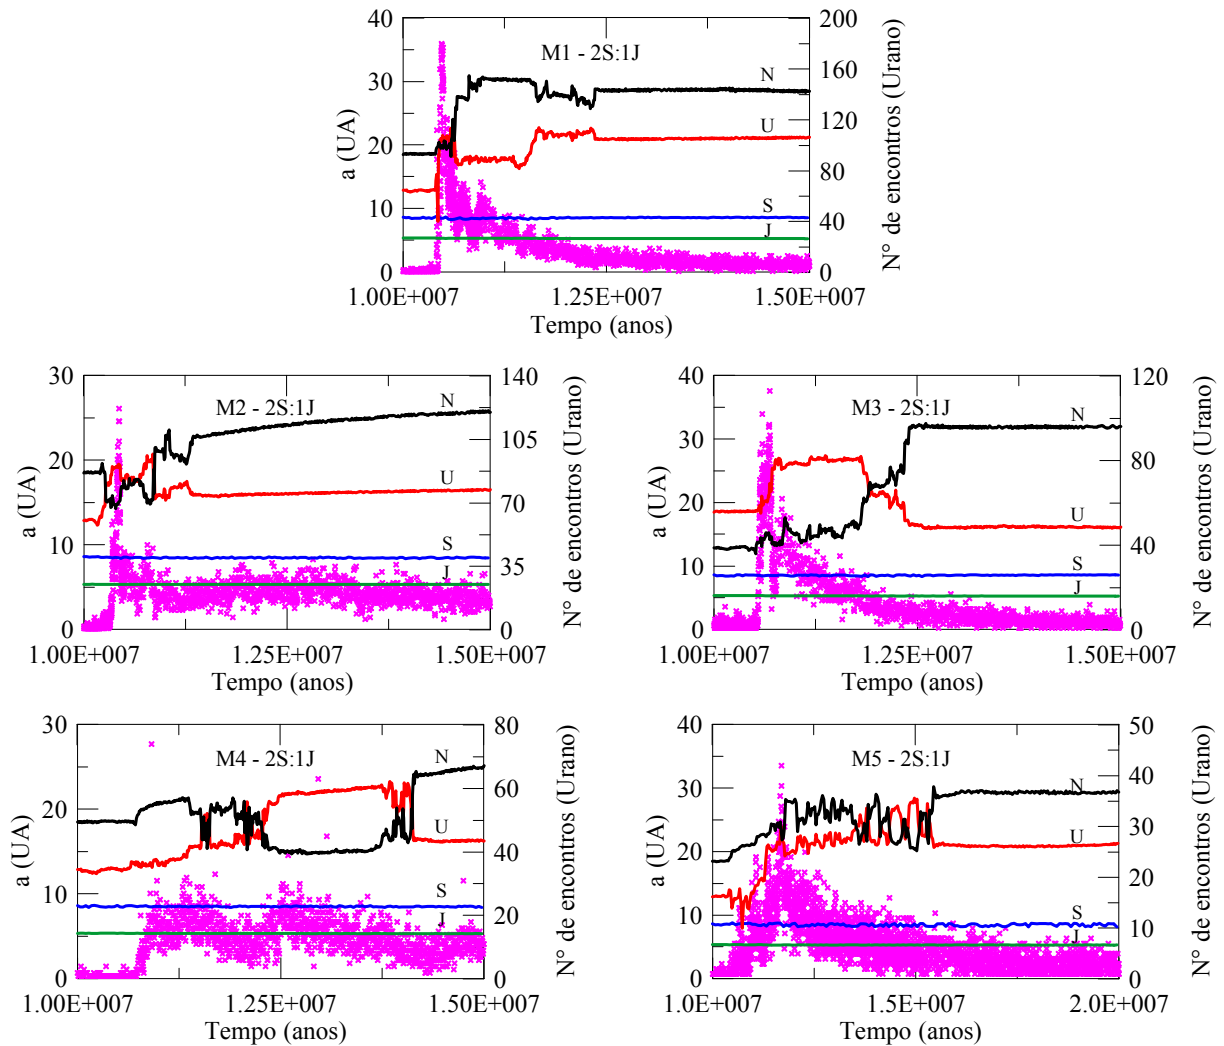 M1 - 2S:1J
a (UA)
40
30
20
10
0
N
U
S
J
200
160
120
80
40
0
N° de encontros (Urano)
1.00E+007 1.25E+007 1.50E+007
Tempo (anos)
M2 - 2S:1J
a (UA)
30
20
10
0
N
U
S
J
140
105
70
35
0
N° de encontros (Urano)
1.00E+007 1.25E+007 1.50E+007
Tempo (anos)
M3 - 2S:1J
a (UA)
40
30
20
10
0
N
U
S
J
120
80
40
0
N° de encontros (Urano)
1.00E+007 1.25E+007 1.50E+007
Tempo (anos)
M4 - 2S:1J
a (UA)
30
20
10
0
N
U
S
J
80
60
40
20
0
N° de encontros (Urano)
1.00E+007 1.25E+007 1.50E+007
Tempo (anos)
M5 - 2S:1J
a (UA)
40
30
20
10
0
N
U
S
J
50
40
30
20
10
0
N° de encontros (Urano)
1.0E+007 1.5E+007 2.0E+007
Tempo (anos)